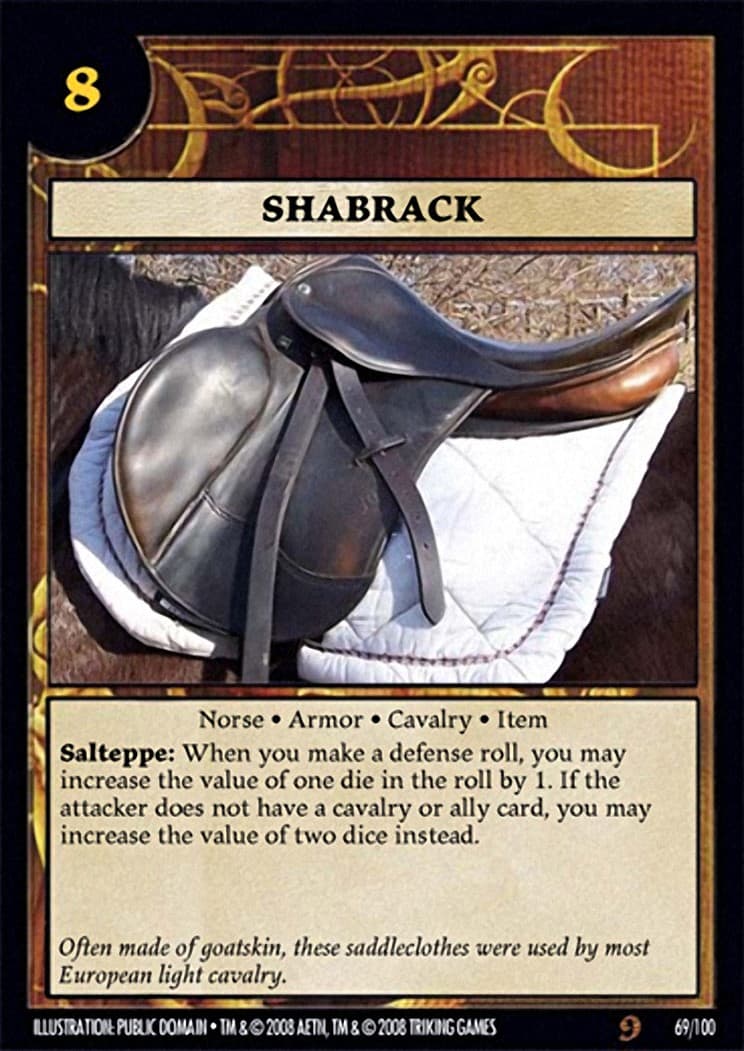 8
SHABRACK
Norse • Armor • Cavalry • Item
Salteppe: When you make a defense roll, you may
increase the value of one die in the roll by 1. If the
attacker does not have a cavalry or ally card, you may
increase the value of two dice instead.
Often made of goatskin, these saddleclothes were used by most
European light cavalry.
ILLUSTRATION: PUBLIC DOMAIN • TM & © 2008 AETN, TM & © 2008 TRIKING GAMES
69/100